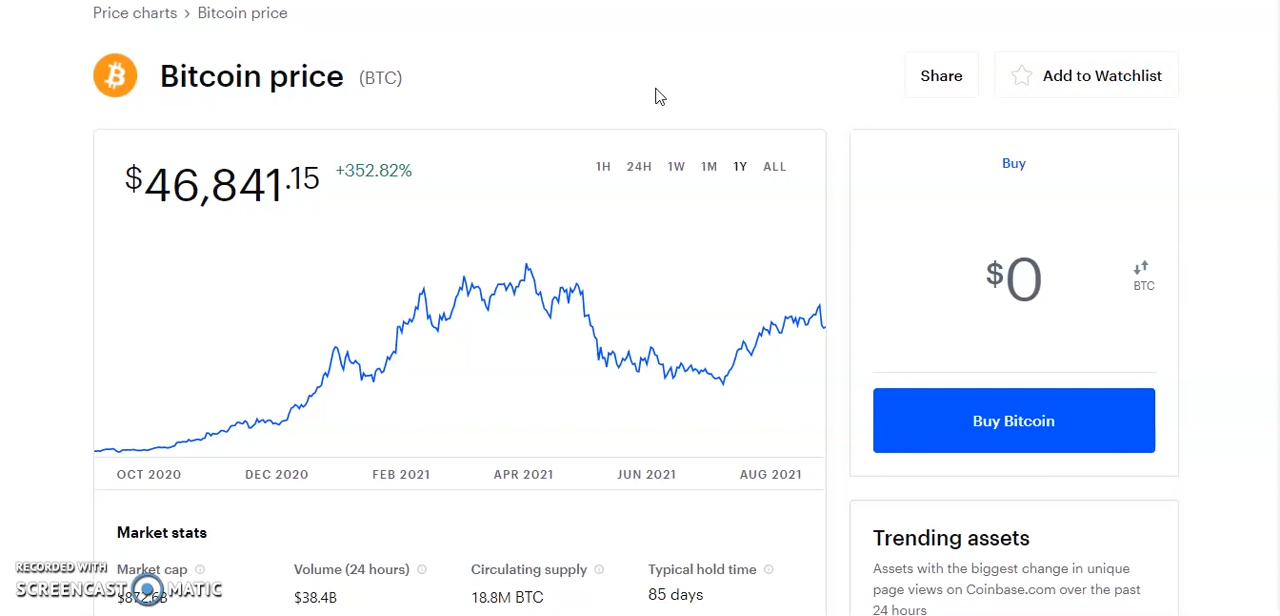 Price charts › Bitcoin price
Bitcoin price (BTC)
Share
Add to Watchlist
$46,841.15 +352.82%
1H 24H 1W 1M 1Y ALL
OCT 2020 DEC 2020 FEB 2021 APR 2021 JUN 2021 AUG 2021
Market stats
Market cap
Volume (24 hours)
$38.4B
Circulating supply
18.8M BTC
Typical hold time
85 days
Buy
$0
BTC
Buy Bitcoin
Trending assets
Assets with the biggest change in unique
page views on Coinbase.com over the past
24 hours
RECORDED WITH
SCREENCAST MATIC